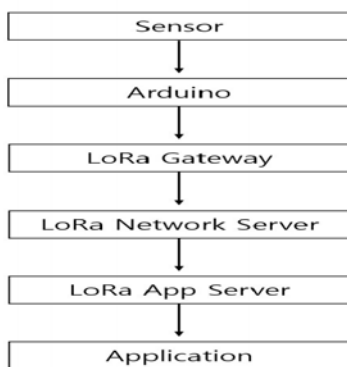 Sensor
Arduino
LoRa Gateway
LoRa Network Server
LoRa App Server
Application